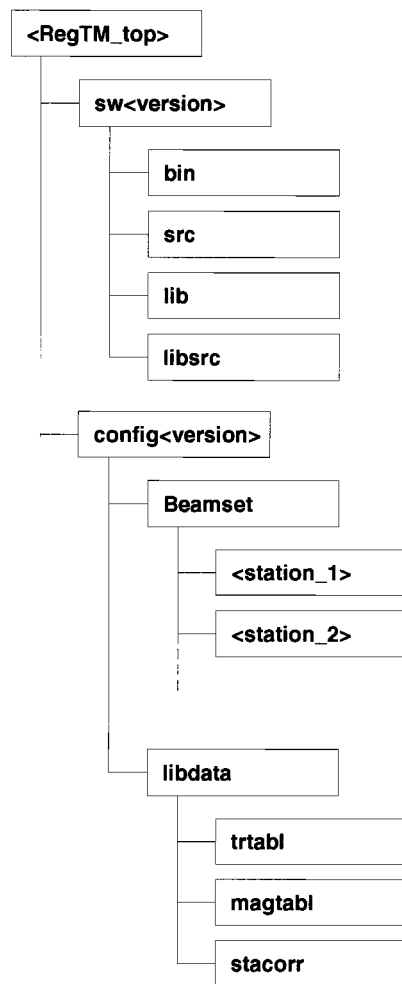 <RegTM_top>
sw<version>
bin
src
lib
libsrc
config<version>
Beamset
<station_1>
<station_2>
libdata
trtabl
magtabl
stacorr